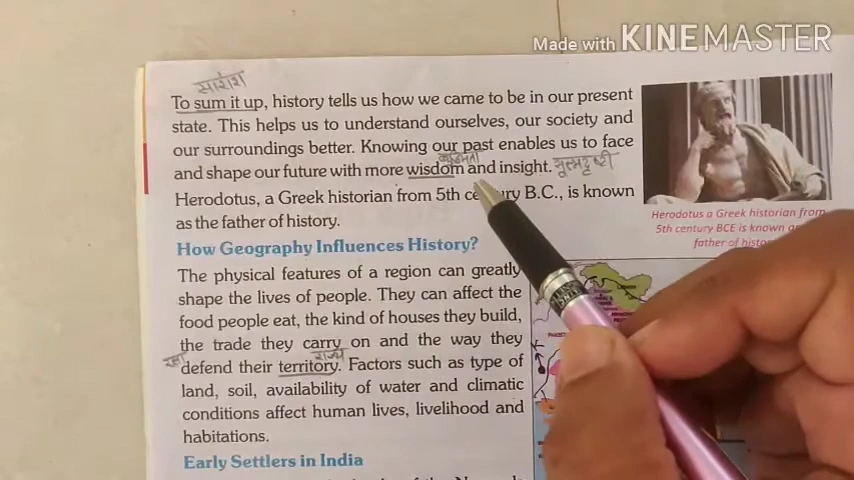 Made with KINEMASTER
सारांश
To sum it up, history tells us how we came to be in our present
state. This helps us to understand ourselves, our society and
our surroundings better. Knowing our past enables us to face
and shape our future with more wisdom and insight.
Herodotus, a Greek historian from 5th B.C., is known
as the father of history.
Herodotus a Greek historian from
5th century BCE is known
father of
How Geography Influences History?
The physical features of a region can greatly
shape the lives of people. They can affect the
food people eat, the kind of houses they build,
the trade they carry on and the way they
राज्य
defend their territory. Factors such as type of
land, soil, availability of water and climatic
conditions affect human lives, livelihood and
habitations.
Early Settlers in India